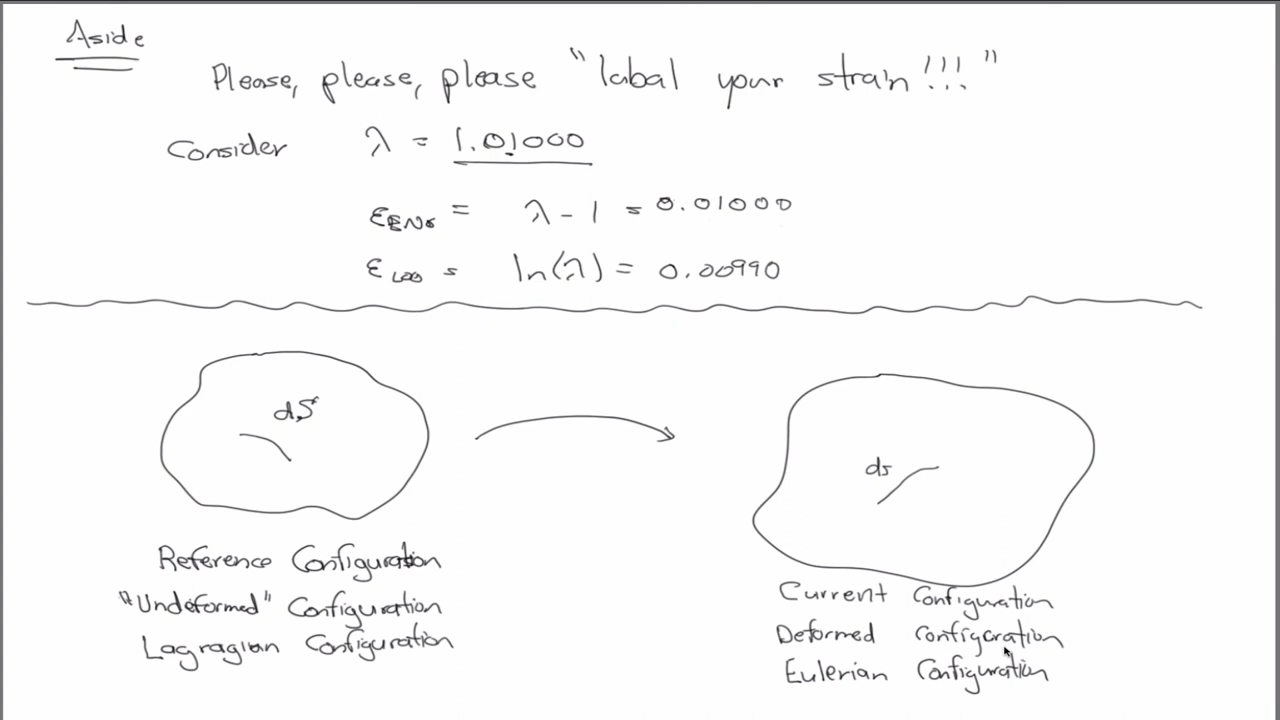 Aside
Please, please, please "labal your strain!!!"
Consider λ = 1.01000
ε_ENG = λ - 1 = 0.01000
ε_LOG = ln(λ) = 0.00990
dS
ds
Reference Configuration
"Undeformed" Configuration
Lagragian Configuration
Current Configuration
Deformed Configuration
Eulerian Configuration